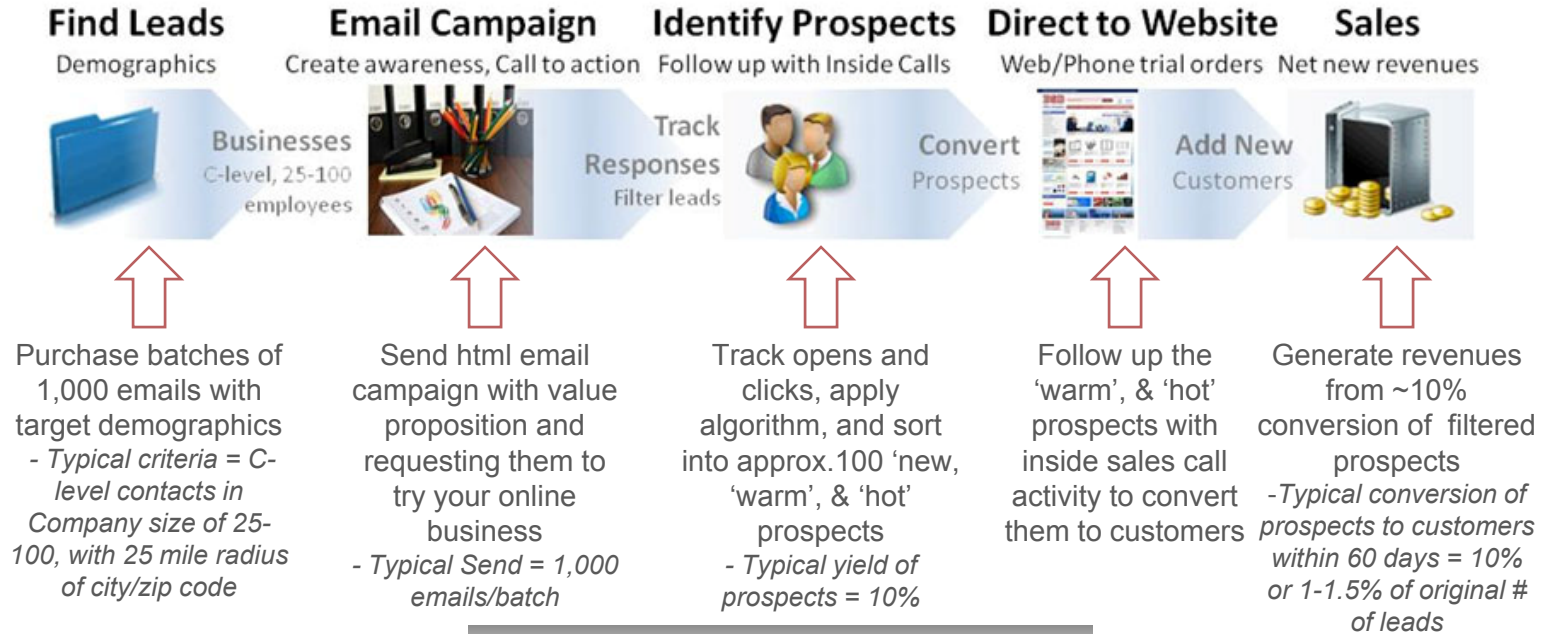 Find Leads
Demographics
Businesses
C-level, 25-100
employees
Email Campaign
Create awareness, Call to action
Track
Responses
Filter leads
Identify Prospects
Follow up with Inside Calls
Convert
Prospects
Direct to Website
Web/Phone trial orders
Add New
Customers
Sales
Net new revenues
Purchase batches of
1,000 emails with
target demographics
- Typical criteria = C-
level contacts in
Company size of 25-
100, with 25 mile radius
of city/zip code
Send html email
campaign with value
proposition and
requesting them to
try your online
business
- Typical Send = 1,000
emails/batch
Track opens and
clicks, apply
algorithm, and sort
into approx.100 ‘new,
‘warm’, & ‘hot’
prospects
- Typical yield of
prospects = 10%
Follow up the
‘warm’, & ‘hot’
prospects with
inside sales call
activity to convert
them to customers
Generate revenues
from ~10%
conversion of filtered
prospects
-Typical conversion of
prospects to customers
within 60 days = 10%
or 1-1.5% of original #
of leads